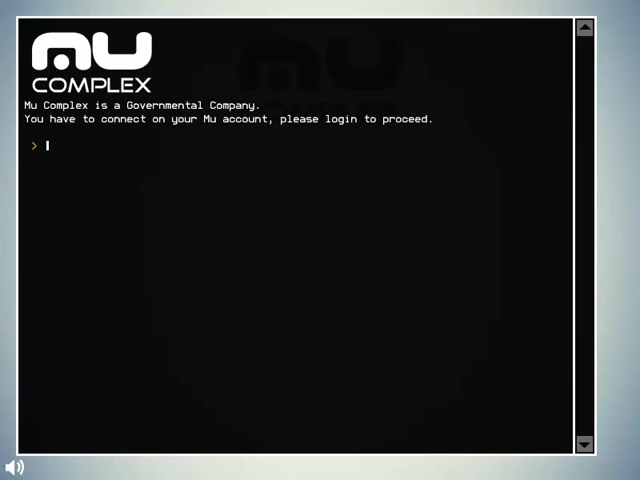 mu
COMPLEX
Mu Complex is a Governmental Company.
You have to connect on your Mu account, please login to proceed.
>